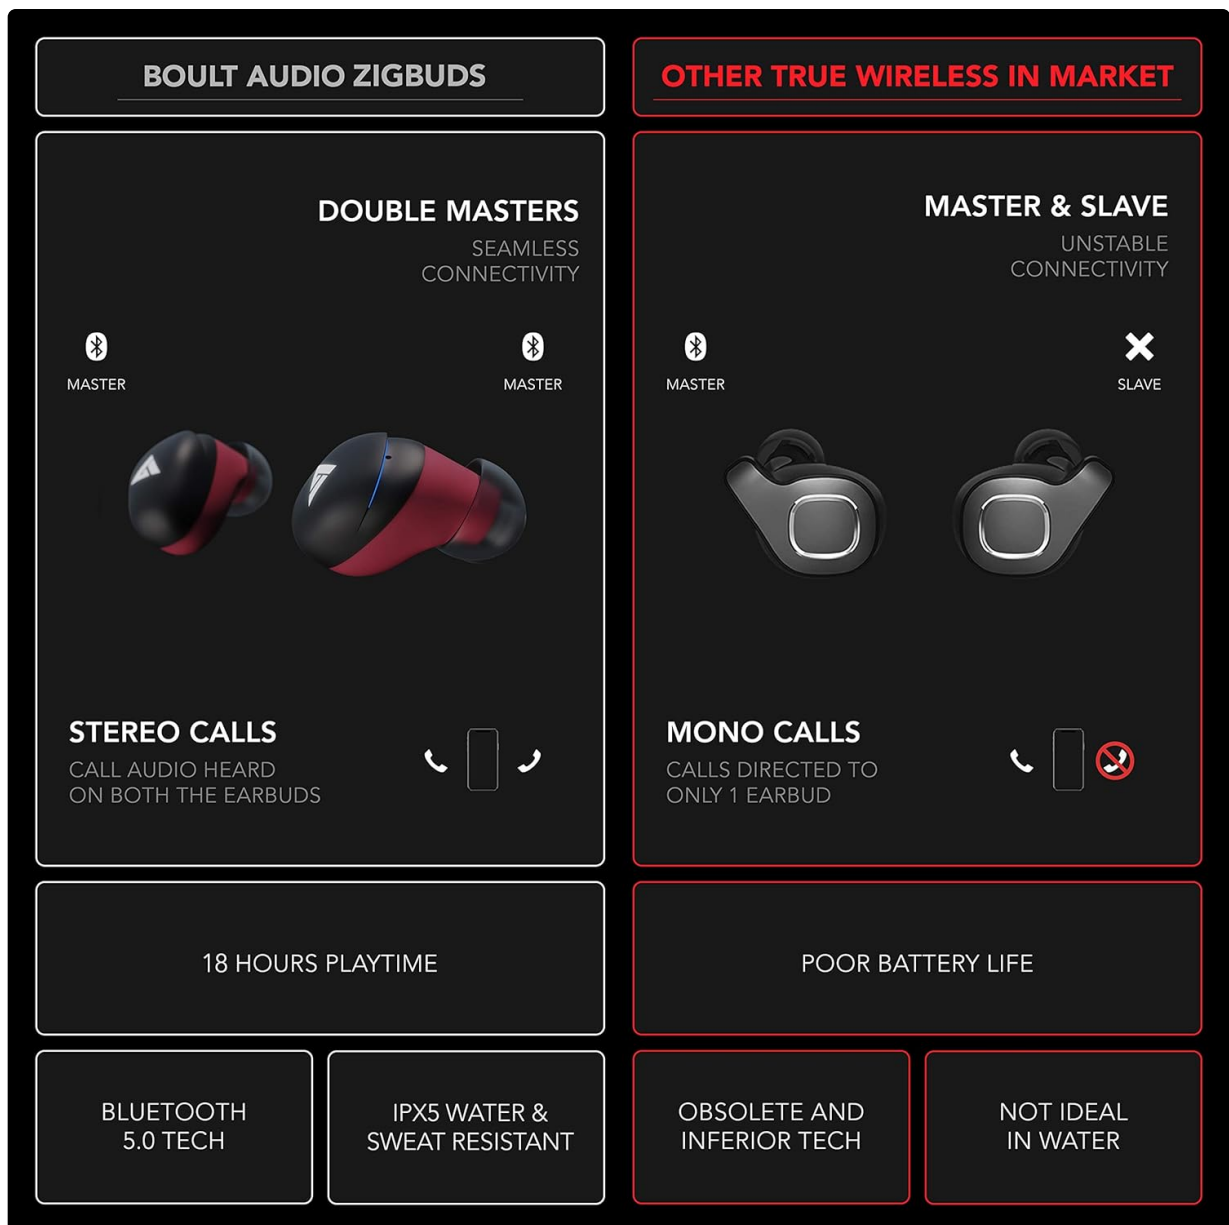 BOULT AUDIO ZIGBUDS
DOUBLE MASTERS
SEAMLESS
CONNECTIVITY
MASTER
MASTER
STEREO CALLS
CALL AUDIO HEARD
ON BOTH THE EARBUDS
18 HOURS PLAYTIME
BLUETOOTH
5.0 TECH
IPX5 WATER &
SWEAT RESISTANT
OTHER TRUE WIRELESS IN MARKET
MASTER & SLAVE
UNSTABLE
CONNECTIVITY
MASTER
SLAVE
MONO CALLS
CALLS DIRECTED TO
ONLY 1 EARBUD
POOR BATTERY LIFE
OBSOLETE AND
INFERIOR TECH
NOT IDEAL
IN WATER